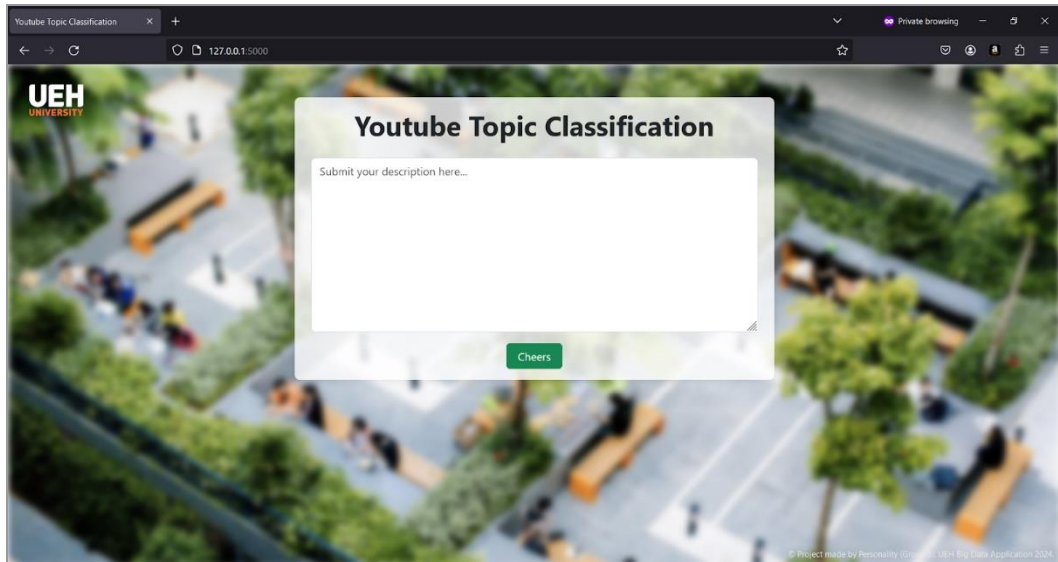 Youtube Topic Classification
Private browsing
127.0.0.1:5000
UEH
UNIVERSITY
Youtube Topic Classification
Submit your description here...
Cheers
© Project made by Personality UEH Big Data Application 2024.